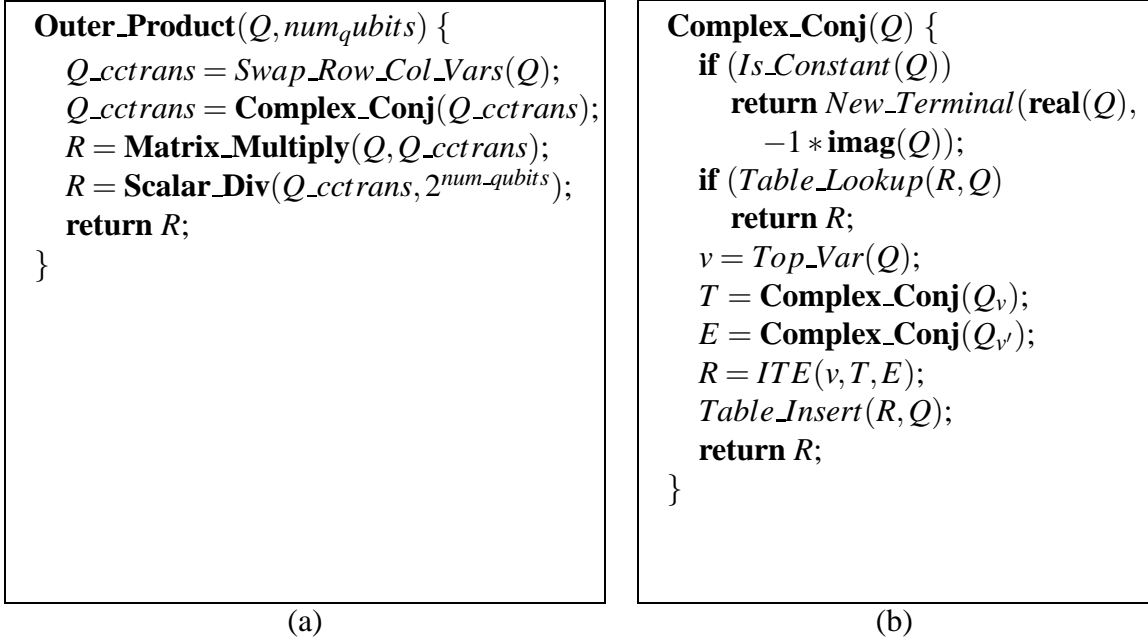 Outer_Product(Q, num_qubits) {
Q_cctrans = Swap_Row_Col_Vars(Q);
Q_cctrans = Complex_Conj(Q_cctrans);
R = Matrix_Multiply(Q, Q_cctrans);
R = Scalar_Div(Q_cctrans, 2^num_qubits);
return R;
}
(a)
Complex_Conj(Q) {
if (Is_Constant(Q))
return New_Terminal(real(Q),
−1 ∗ imag(Q));
if (Table_Lookup(R, Q)
return R;
v = Top_Var(Q);
T = Complex_Conj(Q_v);
E = Complex_Conj(Q_v′);
R = ITE(v, T, E);
Table_Insert(R, Q);
return R;
}
(b)